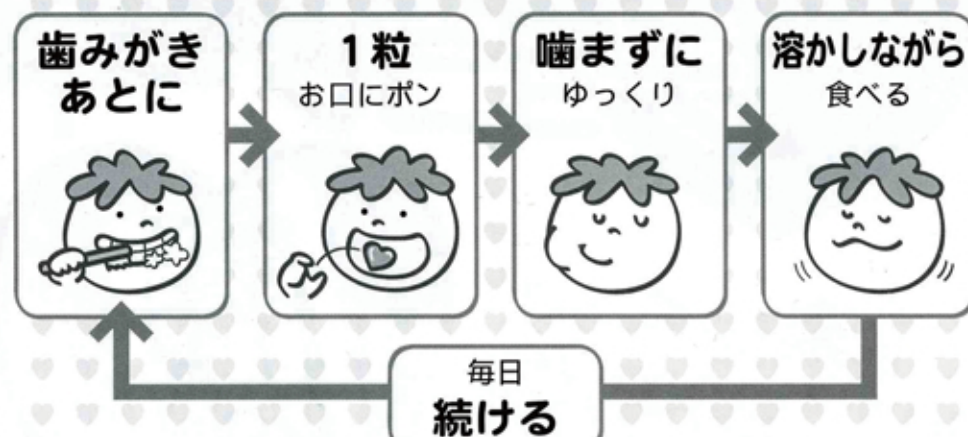 歯みがき
あとに
1粒
お口にポン
噛まずに
ゆっくり
溶かしながら
食べる
毎日
続ける